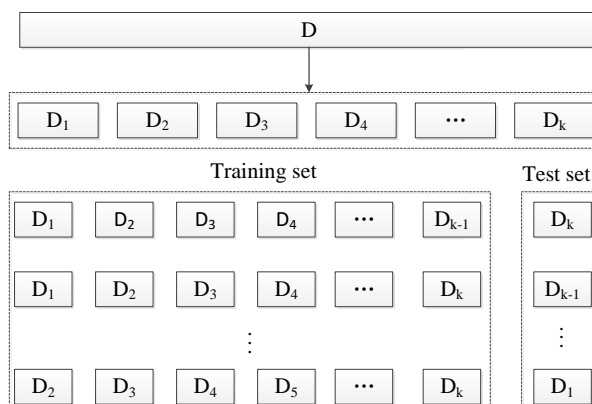 D
D₁ D₂ D₃ D₄ ··· Dₖ
Training set Test set
D₁ D₂ D₃ D₄ ··· Dₖ₋₁ Dₖ
D₁ D₂ D₃ D₄ ··· Dₖ Dₖ₋₁
⋮ ⋮
D₂ D₃ D₄ D₅ ··· Dₖ D₁